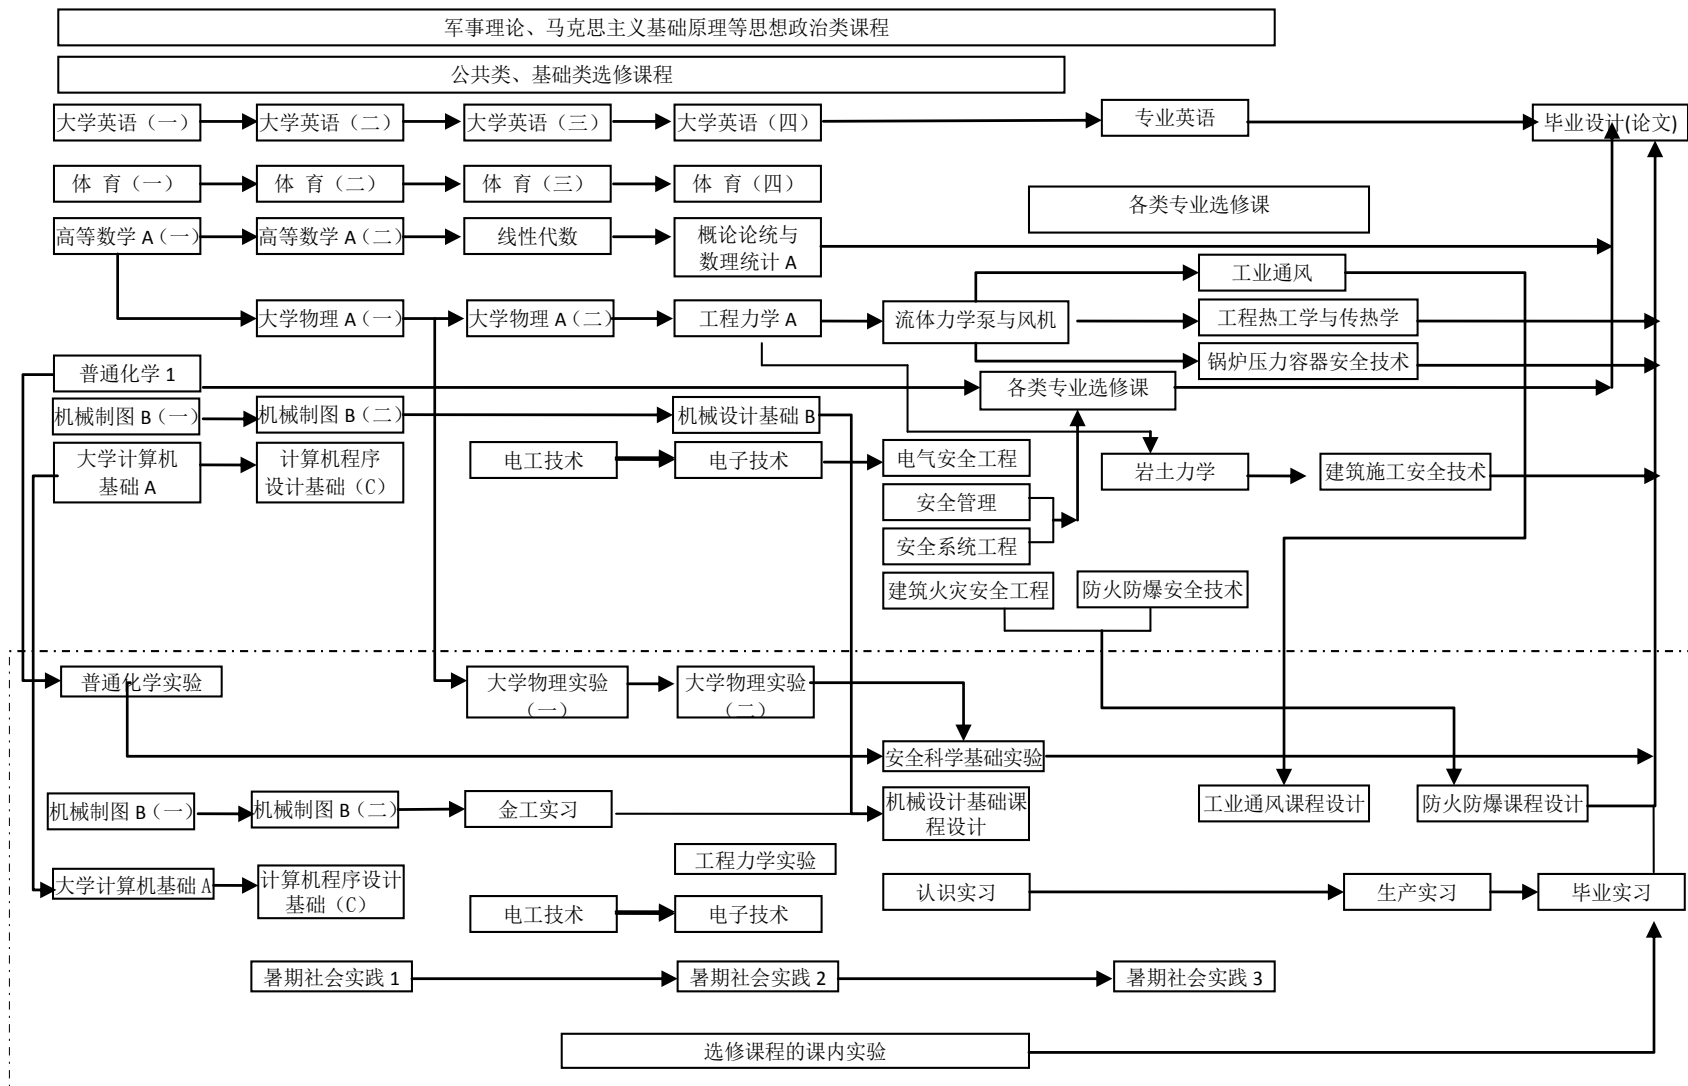 军事理论、马克思主义基础原理等思想政治类课程
公共类、基础类选修课程
大学英语（一）
大学英语（二）
大学英语（三）
大学英语（四）
专业英语
毕业设计(论文)
体 育（一）
体 育（二）
体 育（三）
体 育（四）
各类专业选修课
高等数学 A（一）
高等数学 A（二）
线性代数
概论论统与
数理统计 A
工业通风
大学物理 A（一）
大学物理 A（二）
工程力学 A
流体力学泵与风机
工程热工学与传热学
普通化学 1
锅炉压力容器安全技术
各类专业选修课
机械制图 B（一）
机械制图 B（二）
机械设计基础 B
大学计算机
基础 A
计算机程序
设计基础（C）
电工技术
电子技术
电气安全工程
岩土力学
建筑施工安全技术
安全管理
安全系统工程
建筑火灾安全工程
防火防爆安全技术
普通化学实验
大学物理实验
（一）
大学物理实验
（二）
安全科学基础实验
机械制图 B（一）
机械制图 B（二）
金工实习
机械设计基础课
程设计
工业通风课程设计
防火防爆课程设计
工程力学实验
大学计算机基础 A
计算机程序设计
基础（C）
认识实习
生产实习
毕业实习
电工技术
电子技术
暑期社会实践 1
暑期社会实践 2
暑期社会实践 3
选修课程的课内实验